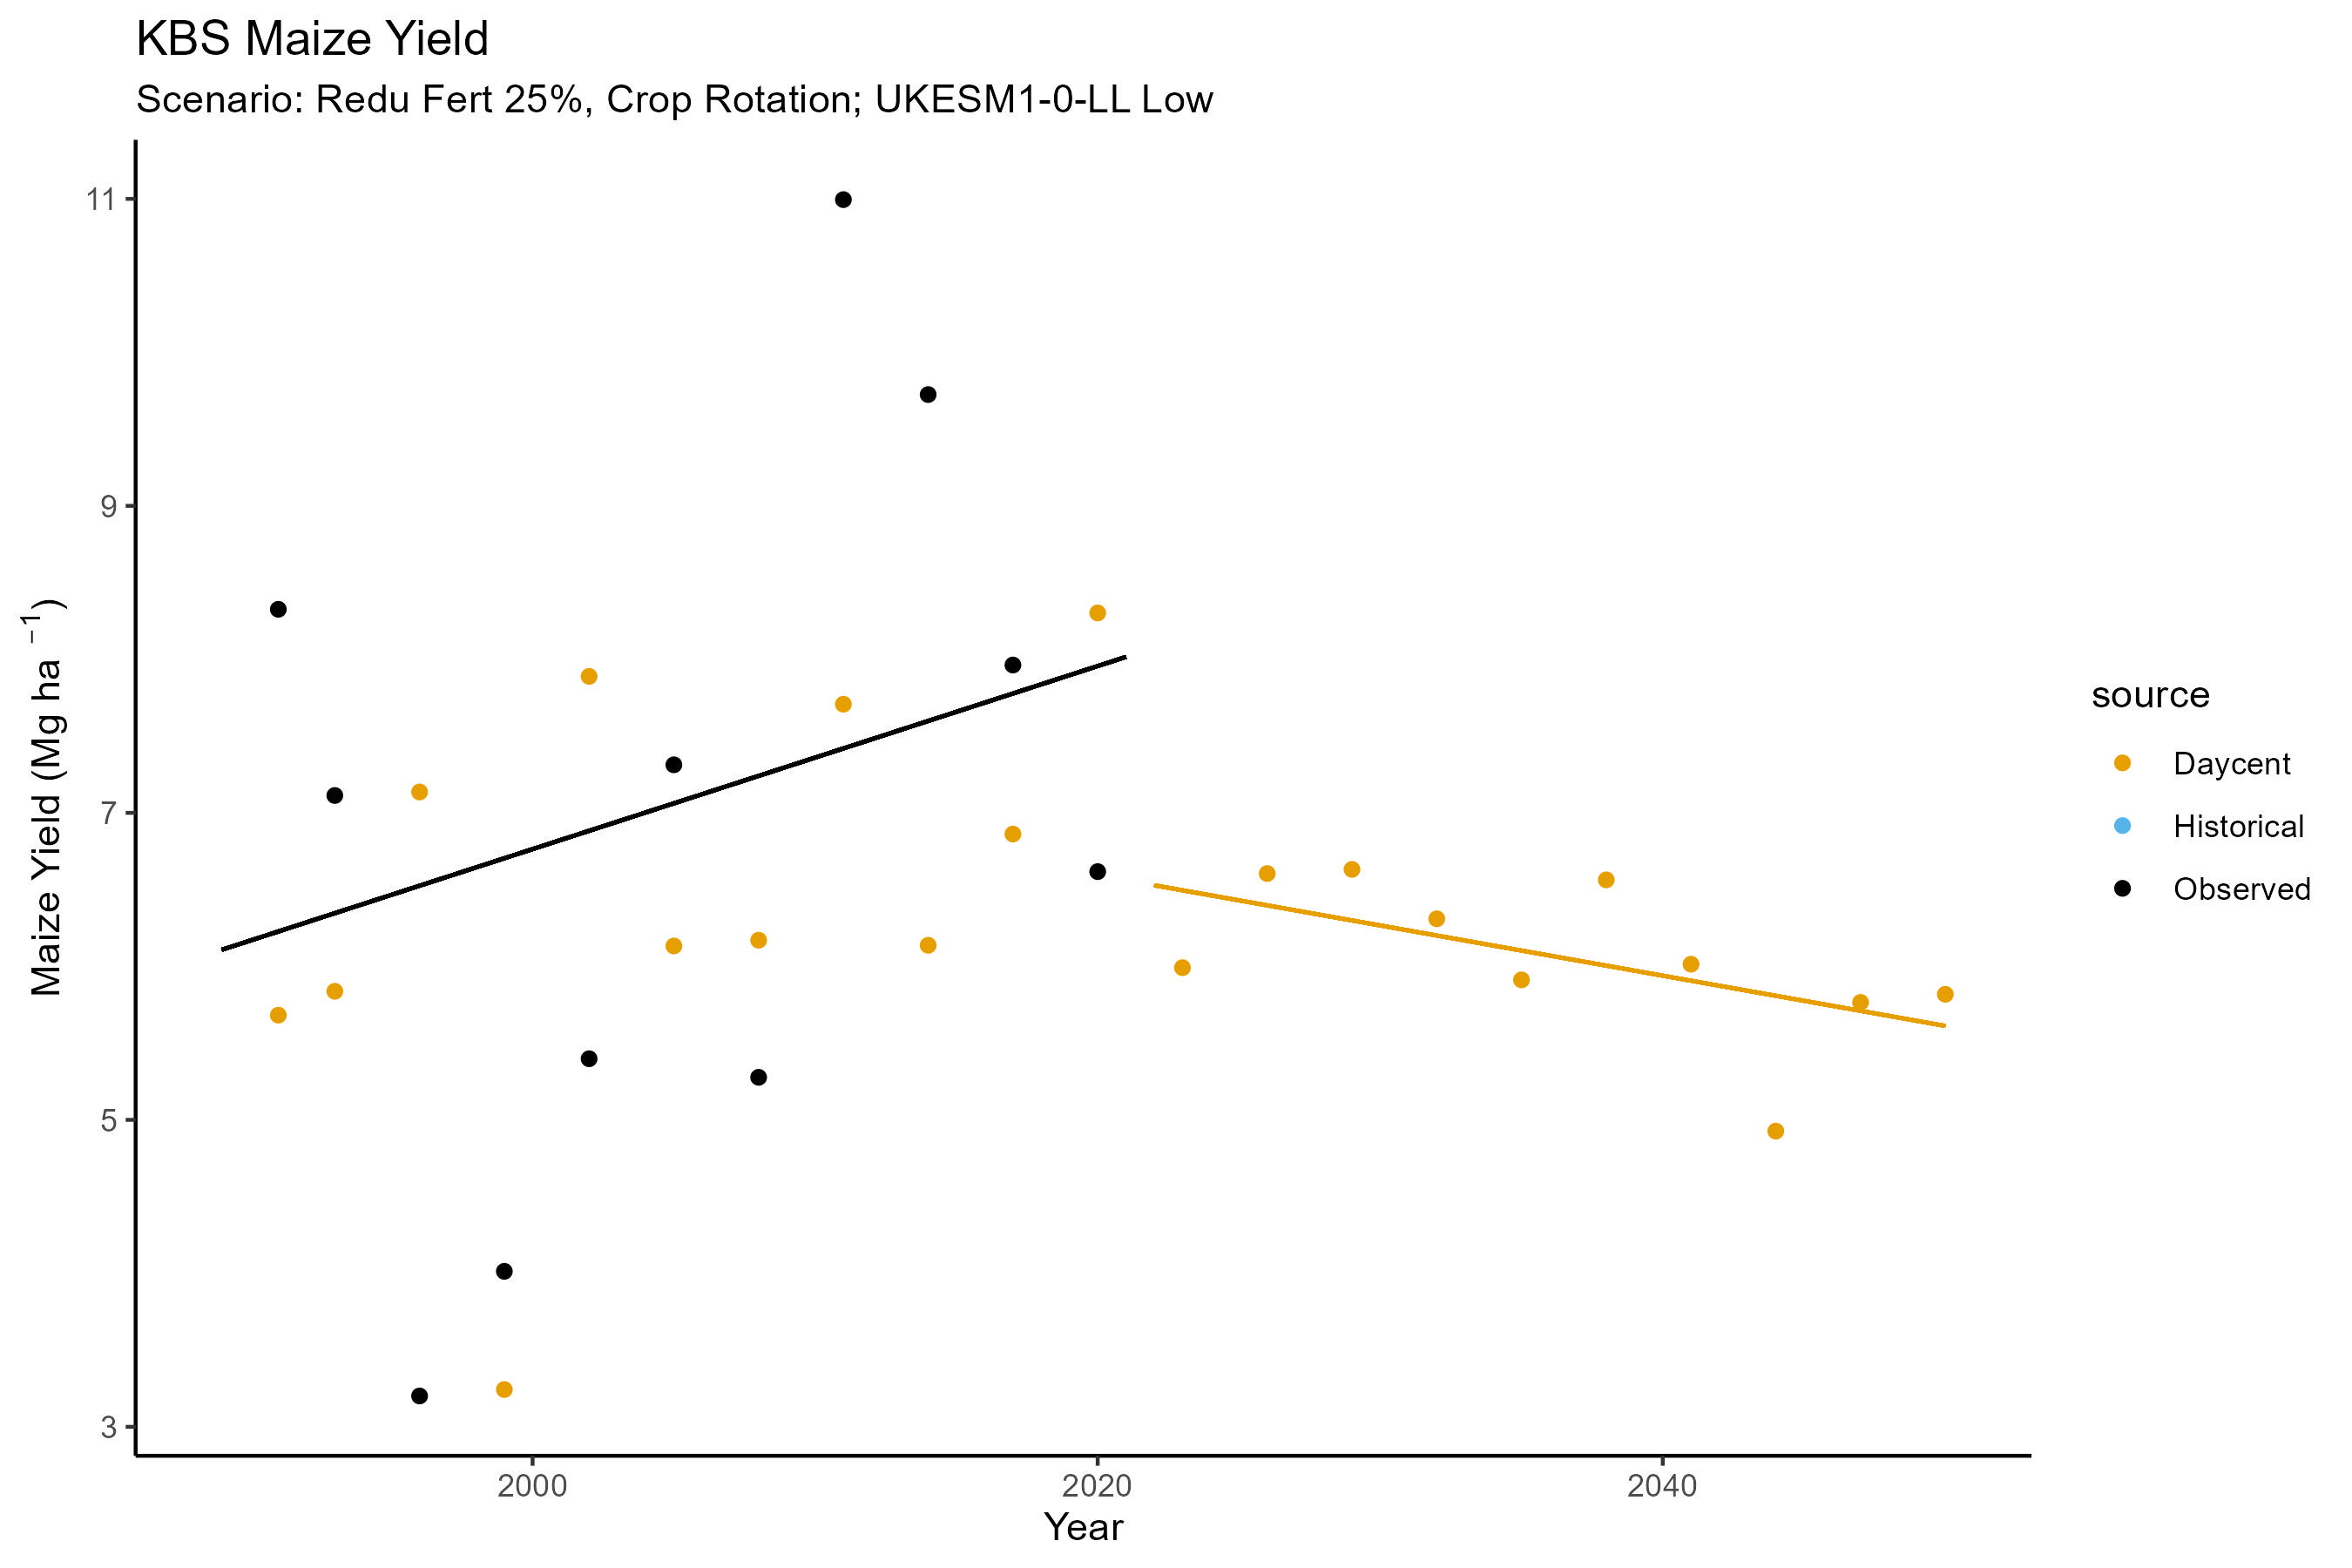 KBS Maize Yield
Scenario: Redu Fert 25%, Crop Rotation; UKESM1-0-LL Low
11
9
7
5
3
Maize Yield (Mg ha −1)
2000
2020
2040
Year
source
Daycent
Historical
Observed